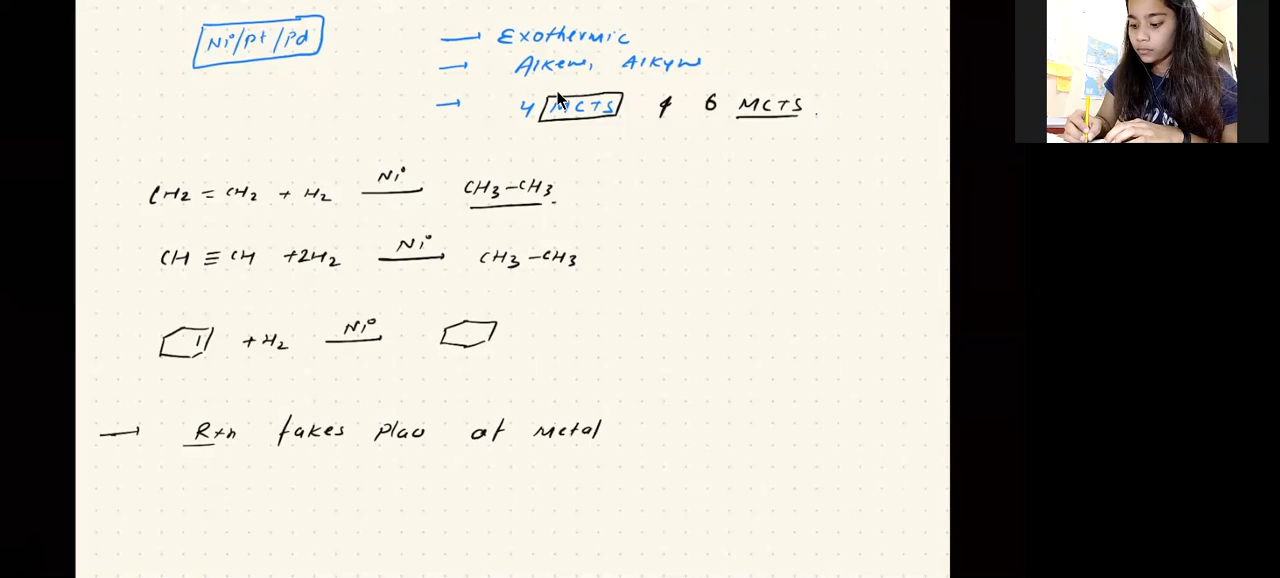 Ni/Pt/Pd
→ Exothermic
→ Alkene, Alkyne
→ 4 MCTS & 6 MCTS.
CH2 = CH2 + H2 Ni CH3-CH3.
CH ≡ CH +2H2 Ni CH3-CH3
+H2 Ni
→ Rxn takes place at metal